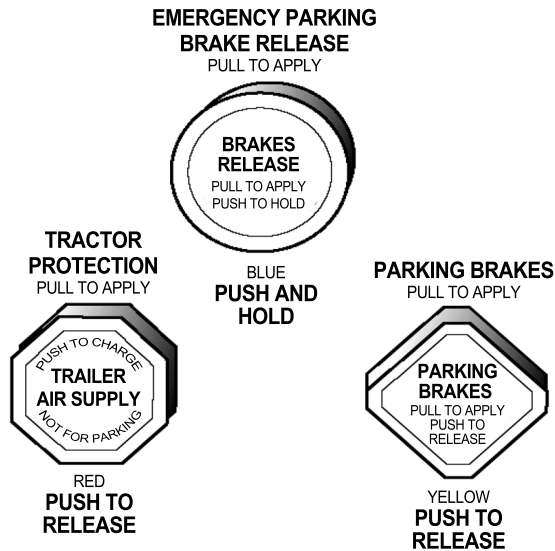 EMERGENCY PARKING
BRAKE RELEASE
PULL TO APPLY
BRAKES
RELEASE
PULL TO APPLY
PUSH TO HOLD
BLUE
PUSH AND
HOLD
TRACTOR
PROTECTION
PULL TO APPLY
PUSH TO CHARGE
TRAILER
AIR SUPPLY
NOT FOR PARKING
RED
PUSH TO
RELEASE
PARKING BRAKES
PULL TO APPLY
PARKING
BRAKES
PULL TO APPLY
PUSH TO
RELEASE
YELLOW
PUSH TO
RELEASE